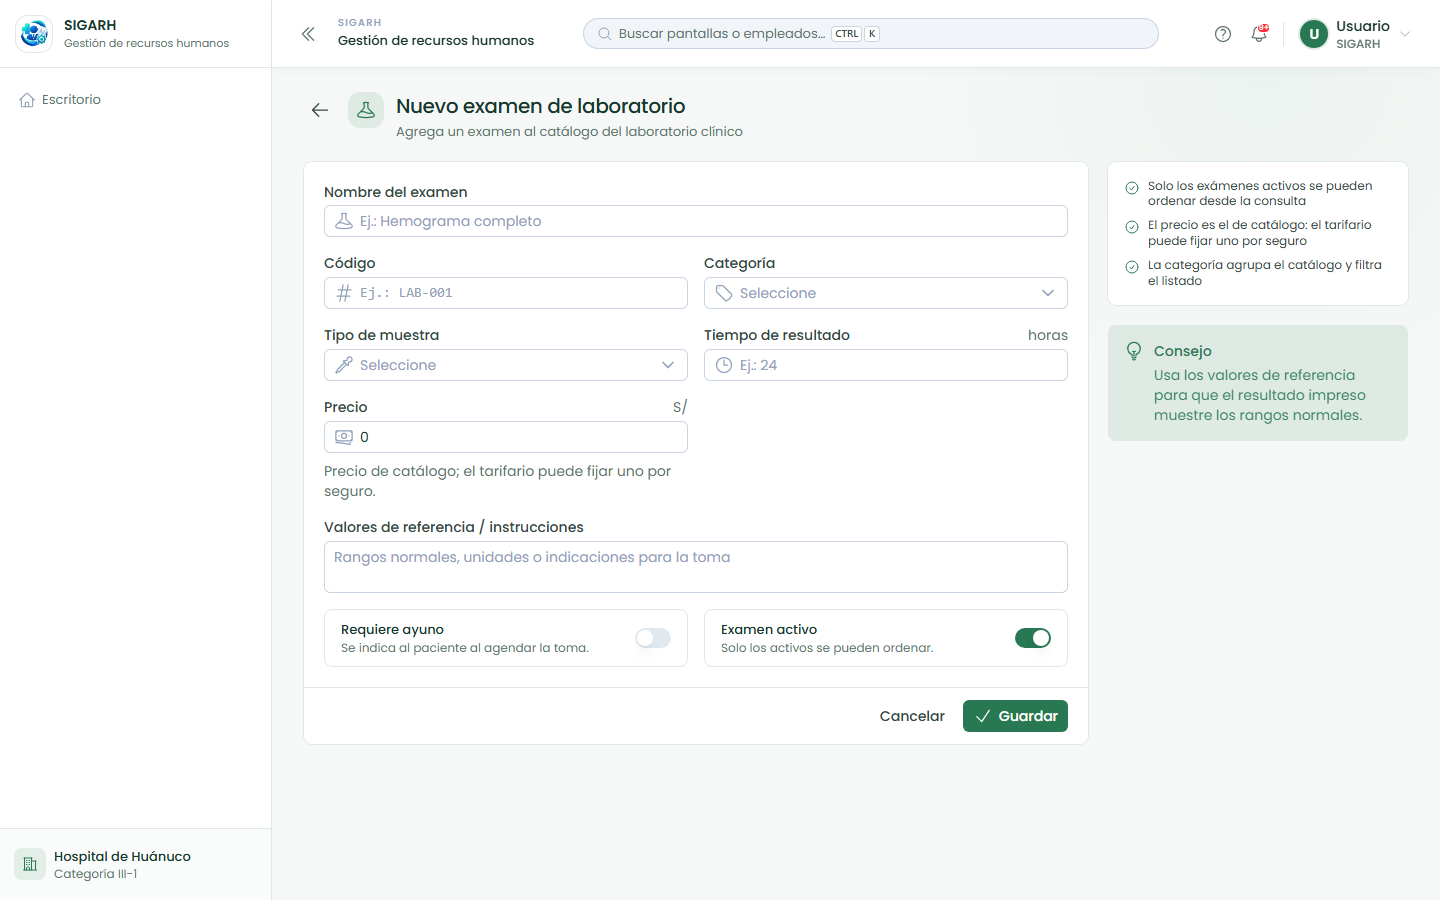 SIGARH
Gestión de recursos humanos
SIGARH
Gestión de recursos humanos
Buscar pantallas o empleados... CTRL K
9+
U
Usuario
SIGARH
Escritorio
Nuevo examen de laboratorio
Agrega un examen al catálogo del laboratorio clínico
Nombre del examen
Ej.: Hemograma completo
Código
Categoría
Ej.: LAB-001
Seleccione
Tipo de muestra
Tiempo de resultado
horas
Seleccione
Ej.: 24
Precio
S/
0
Precio de catálogo; el tarifario puede fijar uno por
seguro.
Valores de referencia / instrucciones
Rangos normales, unidades o indicaciones para la toma
Requiere ayuno
Se indica al paciente al agendar la toma.
Examen activo
Solo los activos se pueden ordenar.
Cancelar
Guardar
Solo los exámenes activos se pueden
ordenar desde la consulta
El precio es el de catálogo: el tarifario
puede fijar uno por seguro
La categoría agrupa el catálogo y filtra
el listado
Consejo
Usa los valores de referencia
para que el resultado impreso
muestre los rangos normales.
Hospital de Huánuco
Categoría III-1